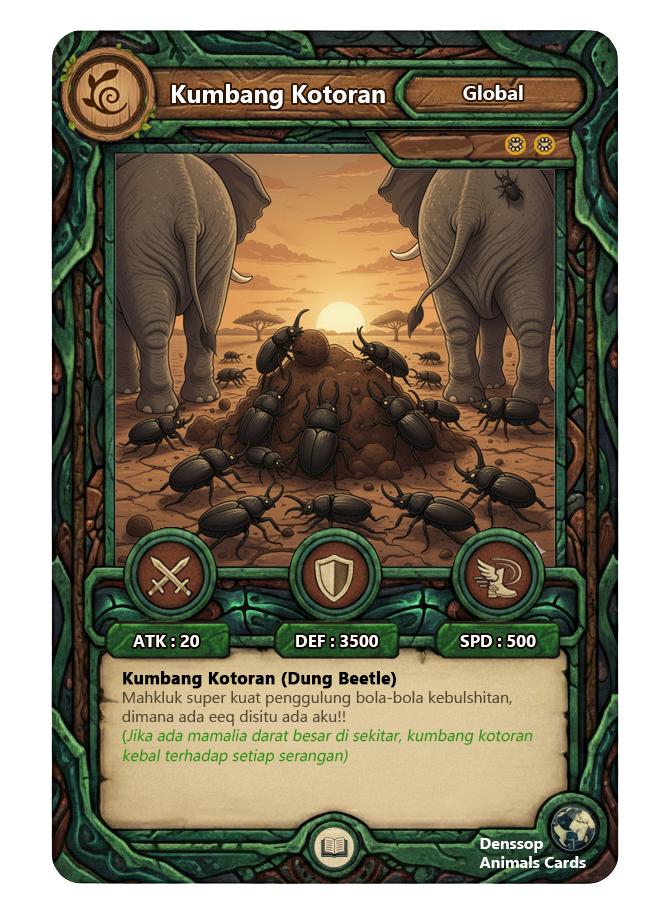 Kumbang Kotoran
Global
ATK : 20
DEF : 3500
SPD : 500
Kumbang Kotoran (Dung Beetle)
Mahkluk super kuat penggulung bola-bola kebulshitan,
dimana ada eeq disitu ada aku!!
(Jika ada mamalia darat besar di sekitar, kumbang kotoran
kebal terhadap setiap serangan)
Denssop
Animals Cards